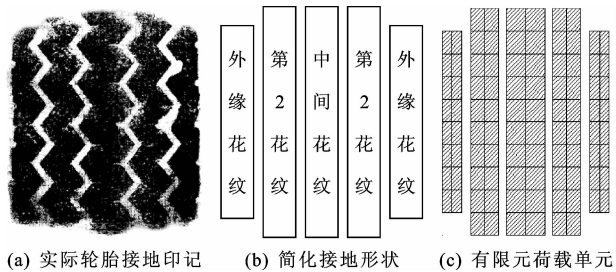 外缘花纹
第2花纹
中间花纹
第2花纹
外缘花纹
(a) 实际轮胎接地印记
(b) 简化接地形状
(c) 有限元荷载单元